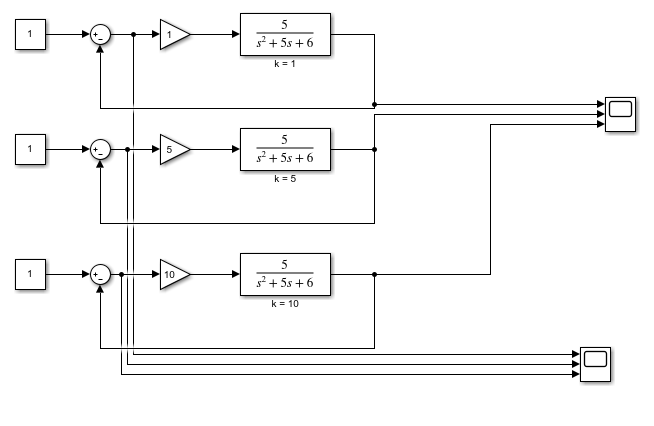 1
+
−
1
5
s² + 5s + 6
k = 1
1
+
−
5
5
s² + 5s + 6
k = 5
1
+
−
10
5
s² + 5s + 6
k = 10